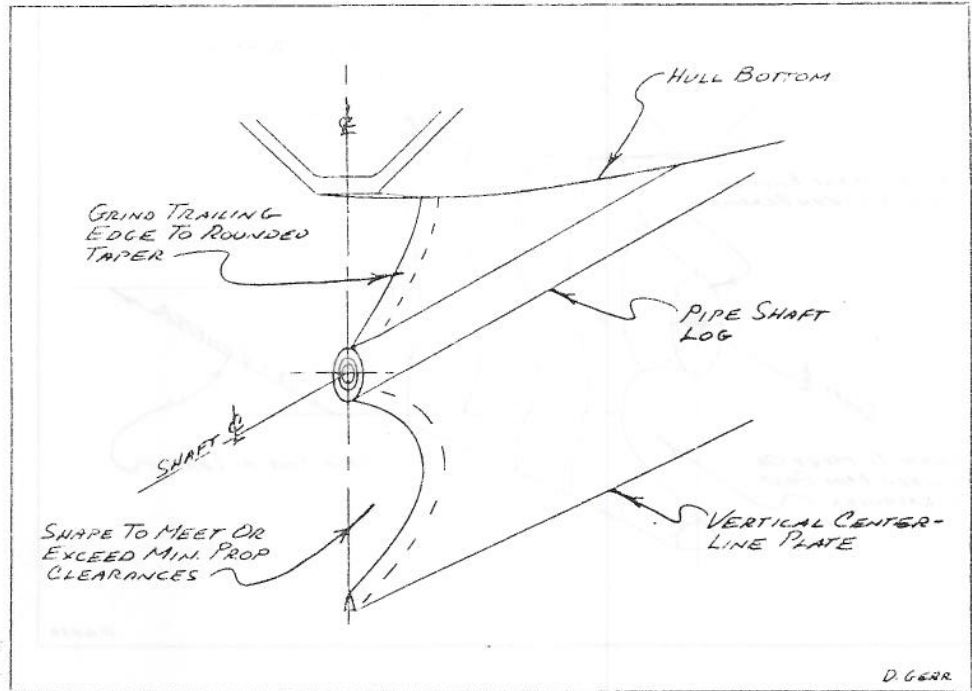 HULL BOTTOM
GRIND TRAILING
EDGE TO ROUNDED
TAPER
PIPE SHAFT
LOG
SHAFT ℄
SHAPE TO MEET OR
EXCEED MIN. PROP
CLEARANCES
VERTICAL CENTER-
LINE PLATE
D. GERR